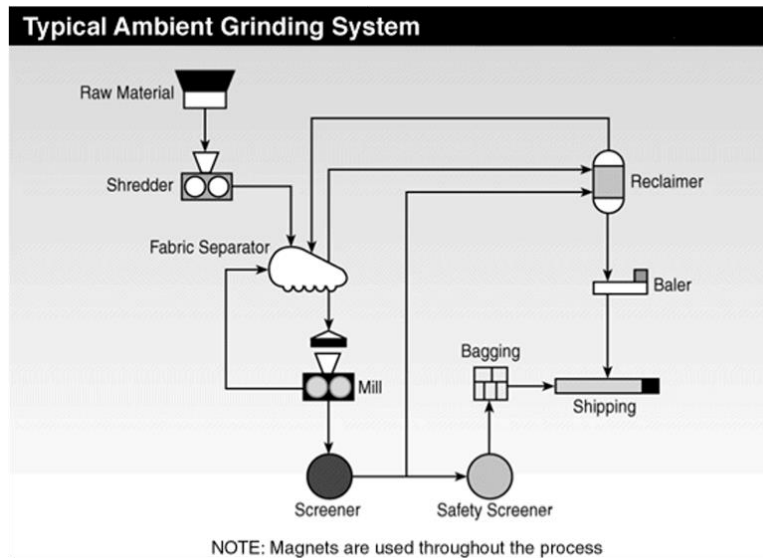 Typical Ambient Grinding System
Raw Material
Shredder
Reclaimer
Fabric Separator
Baler
Bagging
Mill
Shipping
Screener
Safety Screener
NOTE: Magnets are used throughout the process